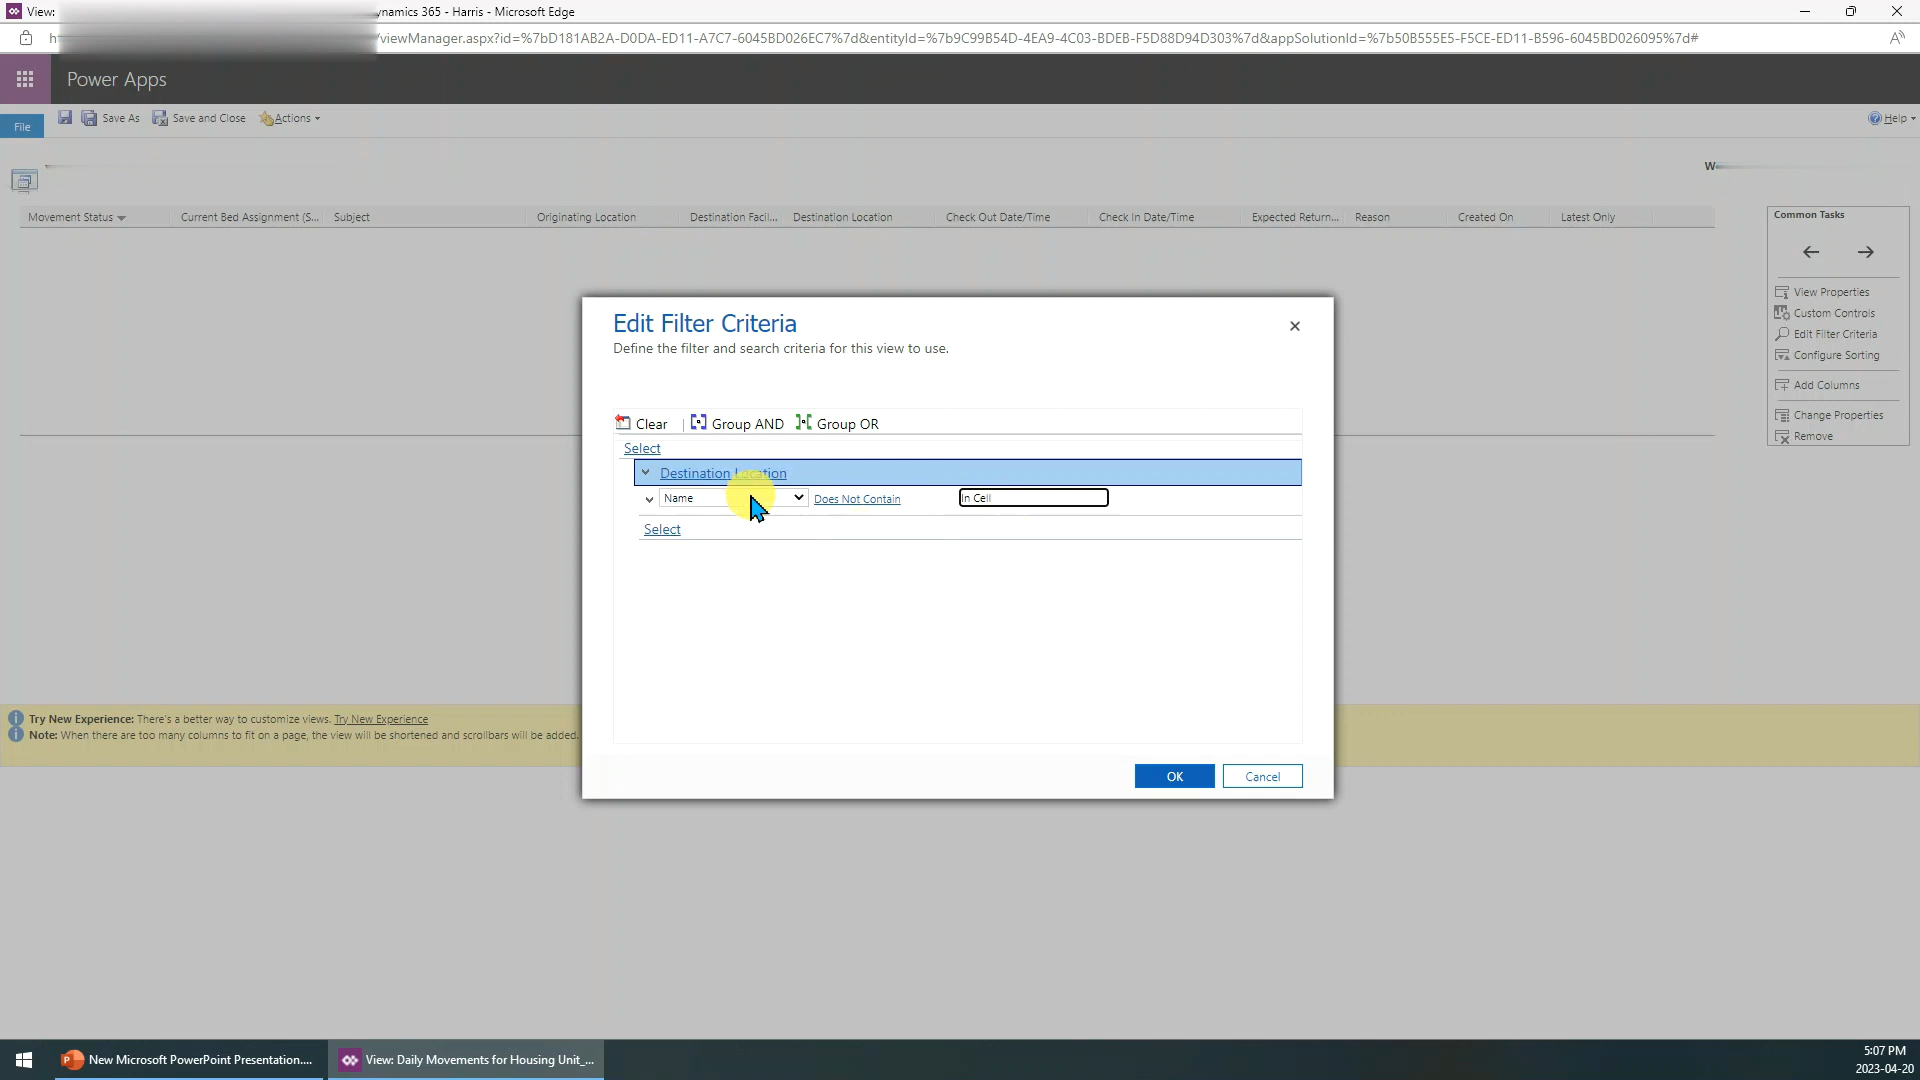 View:
ynamics 365 - Harris - Microsoft Edge
/viewManager.aspx?id=%7bD181AB2A-D0DA-ED11-A7C7-6045BD026EC7%7d&entityId=%7b9C99B54D-4EA9-4C03-BDEB-F5D88D94D303%7d&appSolutionId=%7b50B555E5-F5CE-ED11-B596-6045BD026095%7d#
Power Apps
File
Save As
Save and Close
Actions
Help
W
Movement Status
Current Bed Assignment (S...
Subject
Originating Location
Destination Facil...
Destination Location
Check Out Date/Time
Check In Date/Time
Expected Return...
Reason
Created On
Latest Only
Common Tasks
View Properties
Custom Controls
Edit Filter Criteria
Configure Sorting
Add Columns
Change Properties
Remove
Edit Filter Criteria
Define the filter and search criteria for this view to use.
Clear
Group AND
Group OR
Select
Destination Location
Name
Does Not Contain
In Cell
Select
OK
Cancel
Try New Experience: There's a better way to customize views. Try New Experience
Note: When there are too many columns to fit on a page, the view will be shortened and scrollbars will be added.
New Microsoft PowerPoint Presentation....
View: Daily Movements for Housing Unit_...
5:07 PM
2023-04-20